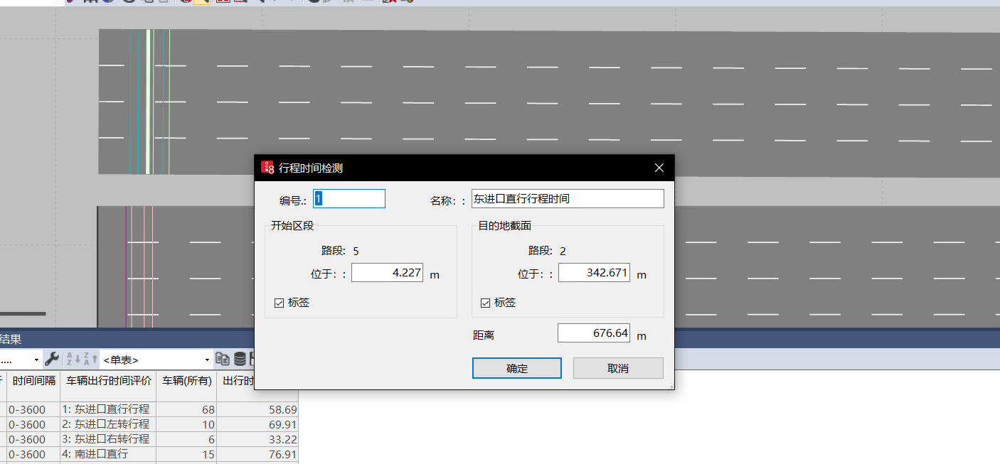 行程时间检测
编号.: 1 名称: : 东进口直行行程时间
开始区段 目的地截面
路段: 5 路段: 2
位于: : 4.227 m 位于: : 342.671 m
标签 标签
距离 676.64 m
确定 取消
结果
.... <单表>
时间间隔 车辆出行时间评价 车辆(所有) 出行时
0-3600 1: 东进口直行行程 68 58.69
0-3600 2: 东进口左转行程 10 69.91
0-3600 3: 东进口右转行程 6 33.22
0-3600 4: 南进口直行 15 76.91